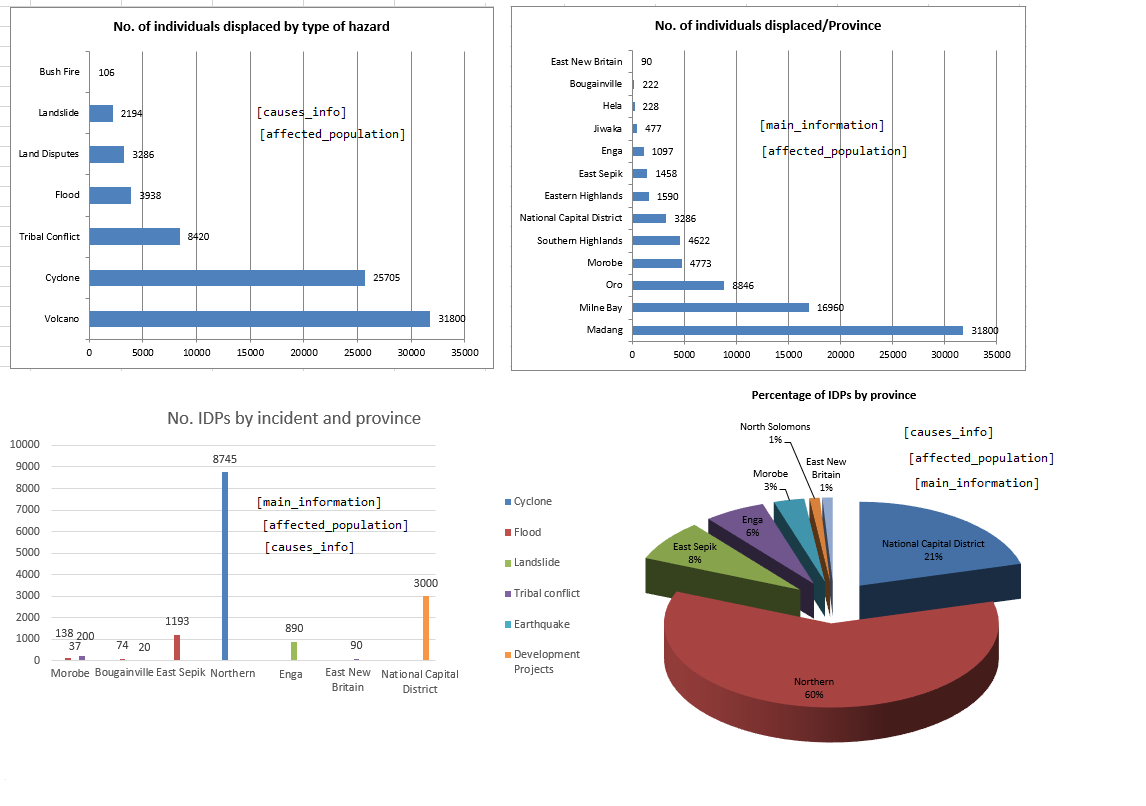 No. of individuals displaced by type of hazard
Bush Fire 106
Landslide 2194
[causes_info]
[affected_population]
Land Disputes 3286
Flood 3938
Tribal Conflict 8420
Cyclone 25705
Volcano 31800
0 5000 10000 15000 20000 25000 30000 35000
No. of individuals displaced/Province
East New Britain 90
Bougainville 222
Hela 228
Jiwaka 477
[main_information]
Enga 1097
[affected_population]
East Sepik 1458
Eastern Highlands 1590
National Capital District 3286
Southern Highlands 4622
Morobe 4773
Oro 8846
Milne Bay 16960
Madang 31800
0 5000 10000 15000 20000 25000 30000 35000
No. IDPs by incident and province
10000
9000
8000
7000
6000
5000
4000
3000
2000
1000
0
8745
[main_information]
[affected_population]
[causes_info]
3000
1193
890
138 200
37
74 20
90
Morobe Bougainville East Sepik Northern Enga East New
Britain
National Capital
District
Cyclone
Flood
Landslide
Tribal conflict
Earthquake
Development
Projects
Percentage of IDPs by province
North Solomons
1%
[causes_info]
[affected_population]
[main_information]
East New
Britain
1%
Morobe
3%
Enga
6%
East Sepik
8%
National Capital District
21%
Northern
60%